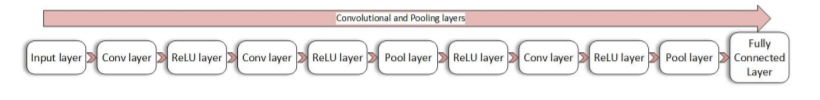 Convolutional and Pooling layers
Input layer
Conv layer
ReLU layer
Conv layer
ReLU layer
Pool layer
ReLU layer
Conv layer
ReLU layer
Pool layer
Fully
Connected
Layer